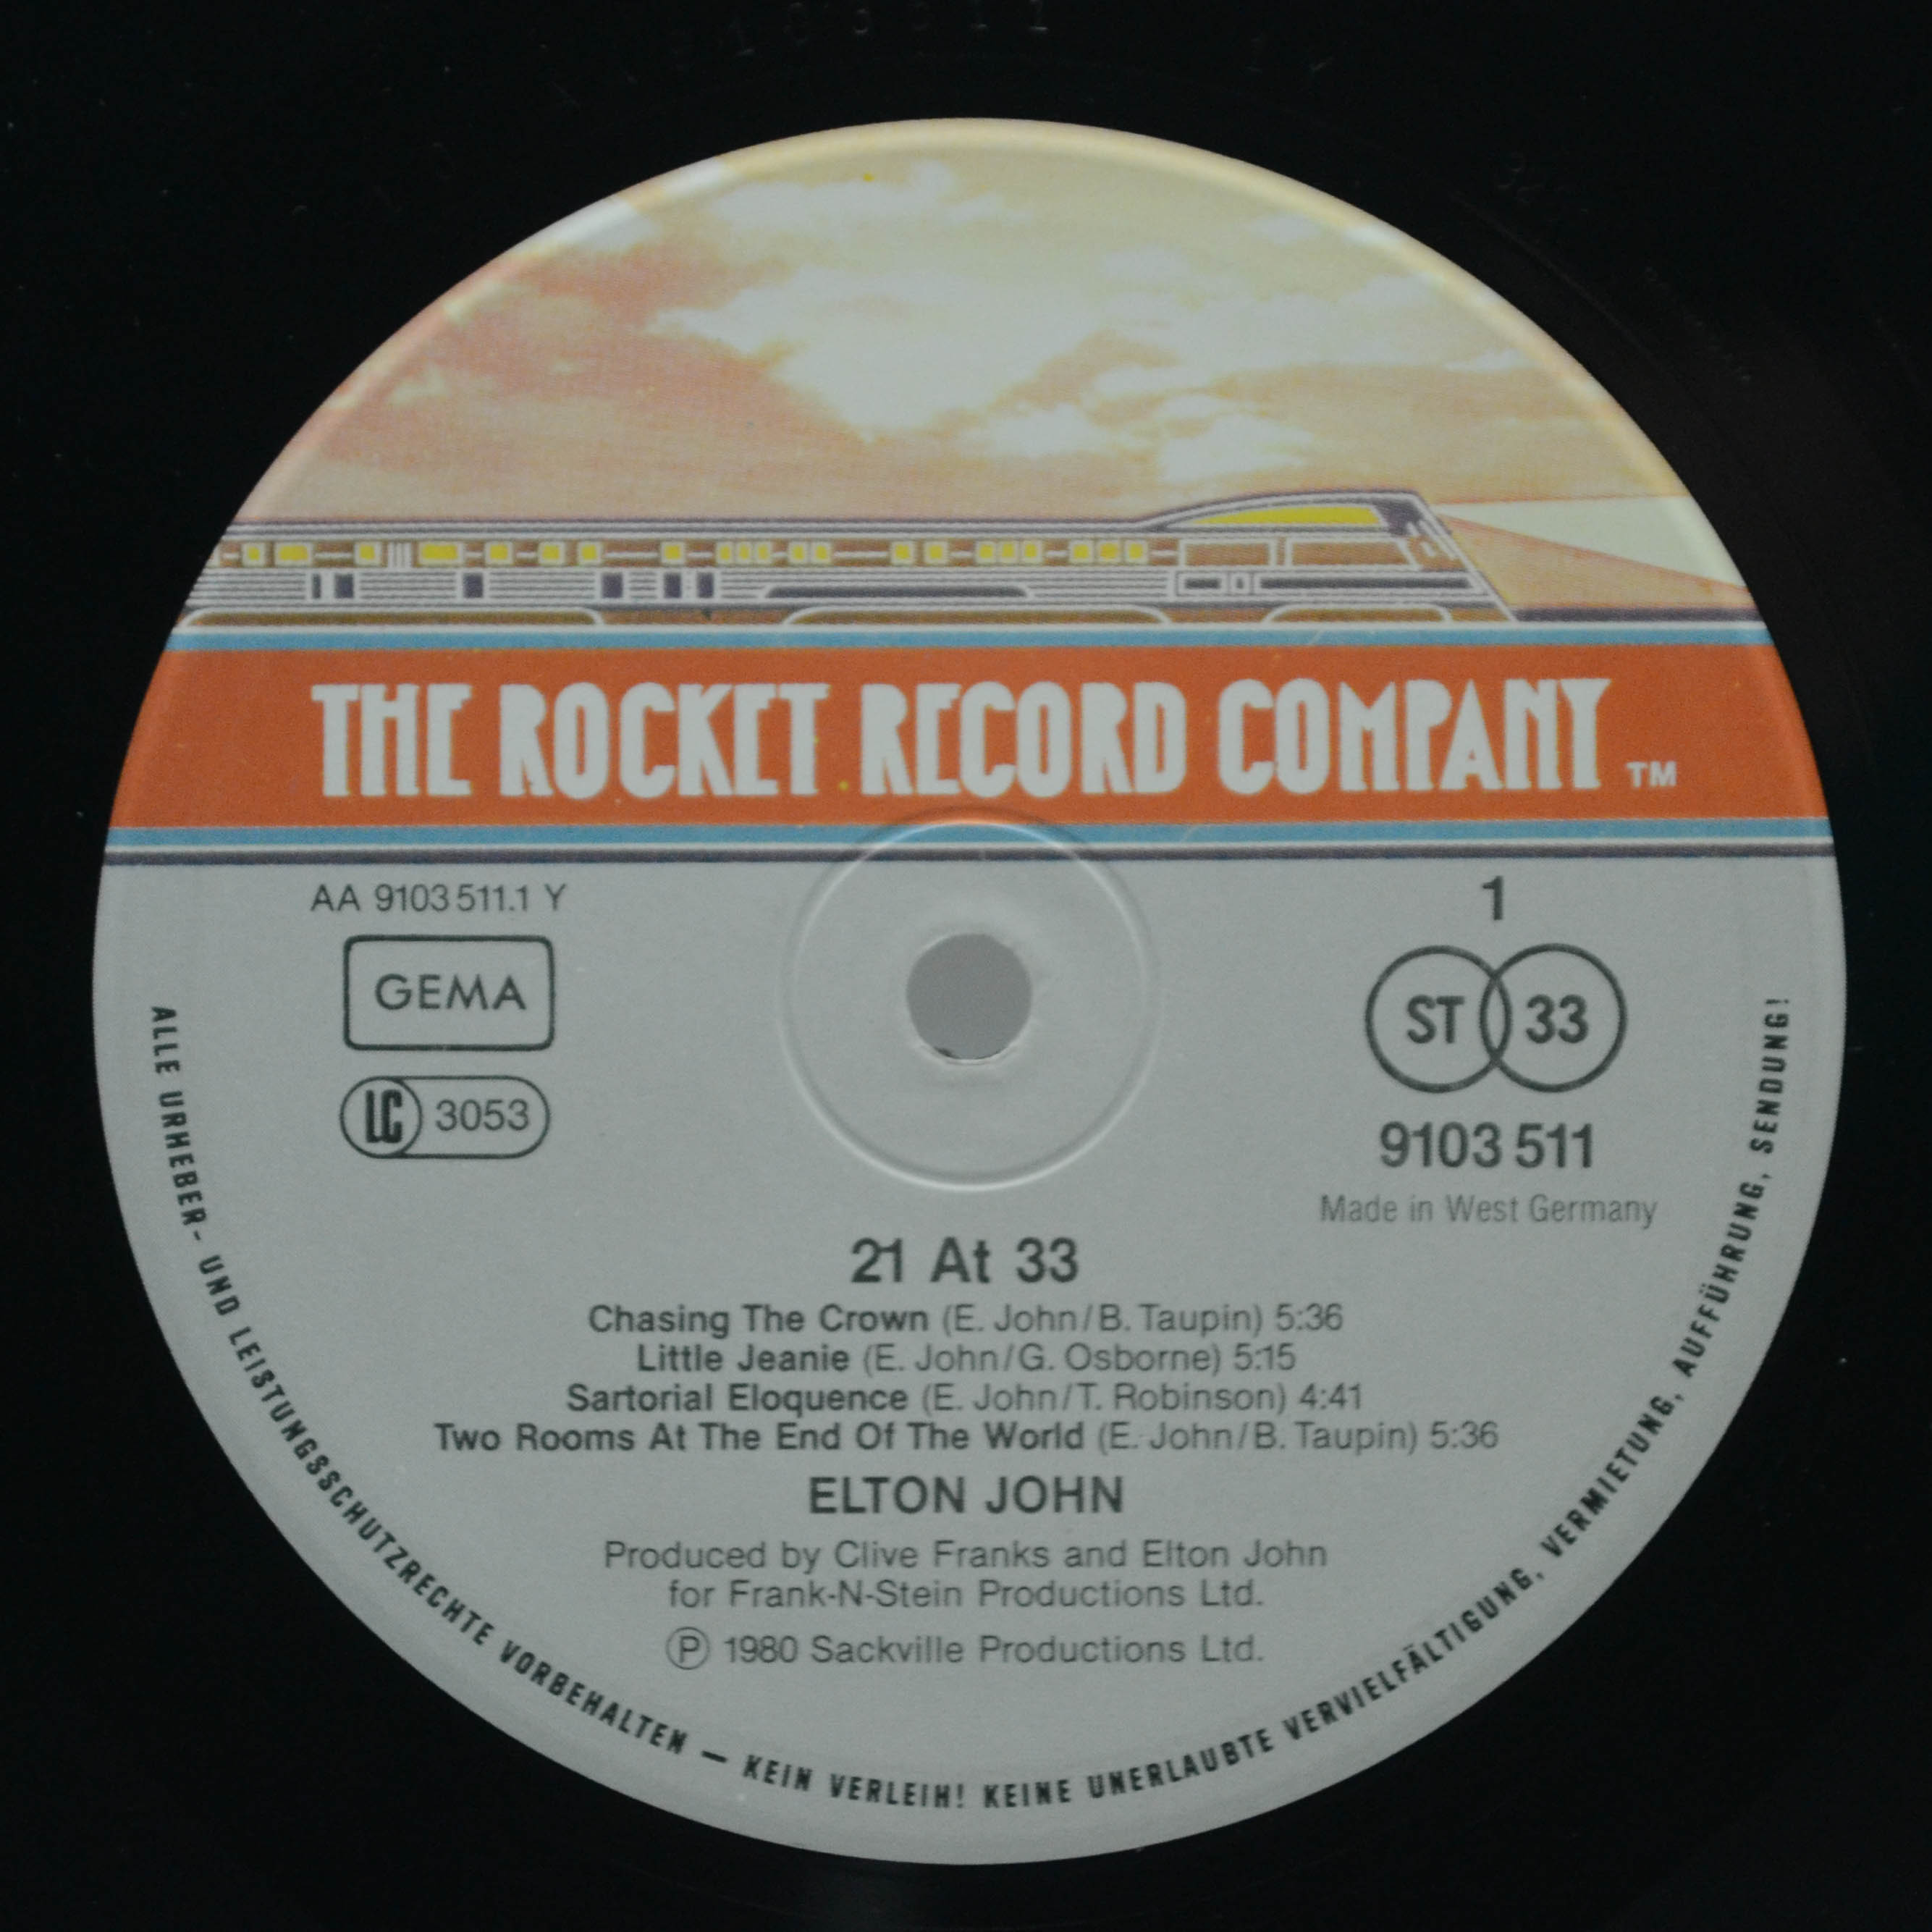 THE ROCKET RECORD COMPANY TM
AA 9103 511.1 Y
GEMA
LC 3053
1
ST 33
9103 511
Made in West Germany
21 At 33
Chasing The Crown (E. John/B. Taupin) 5:36
Little Jeanie (E. John/G. Osborne) 5:15
Sartorial Eloquence (E. John/T. Robinson) 4:41
Two Rooms At The End Of The World (E. John/B. Taupin) 5:36
ELTON JOHN
Produced by Clive Franks and Elton John
for Frank-N-Stein Productions Ltd.
Ⓟ 1980 Sackville Productions Ltd.
ALLE URHEBER- UND LEISTUNGSSCHUTZRECHTE VORBEHALTEN — KEIN VERLEIH! KEINE UNERLAUBTE VERVIELFÄLTIGUNG, VERMIETUNG, AUFFÜHRUNG, SENDUNG!